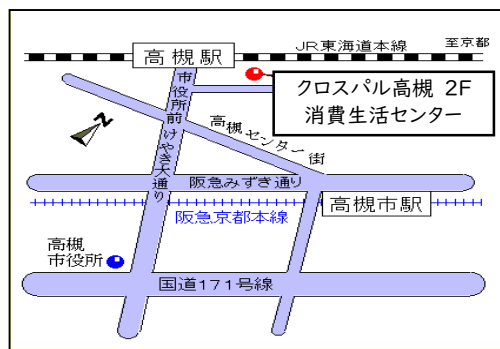 JR東海道本線
至京都
高槻駅
クロスパル高槻 2F
消費生活センター
市役所前けやき大通り
高槻センター街
N
阪急みずき通り
高槻市駅
阪急京都本線
高槻
市役所
国道171号線